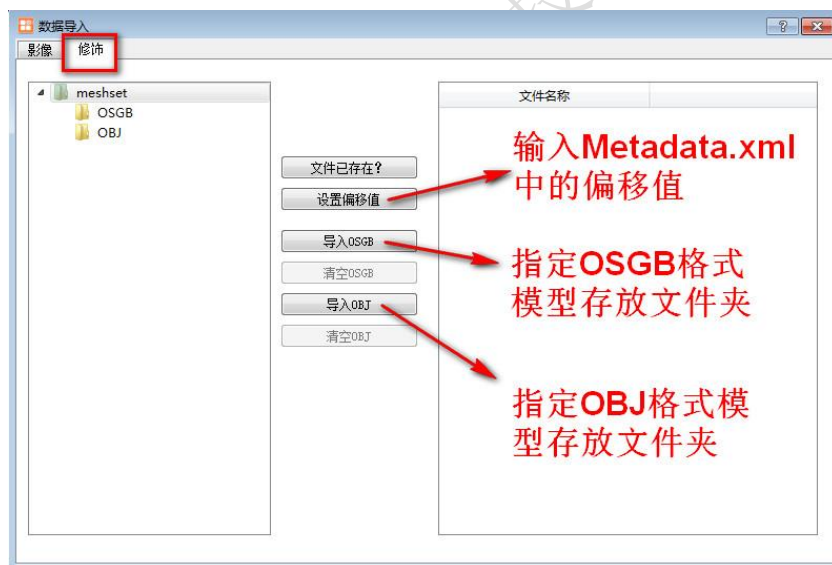 数据导入
影像 修饰
meshset
OSGB
OBJ
文件已存在?
设置偏移值
导入OSGB
清空OSGB
导入OBJ
清空OBJ
文件名称
输入Metadata.xml
中的偏移值
指定OSGB格式
模型存放文件夹
指定OBJ格式模
型存放文件夹